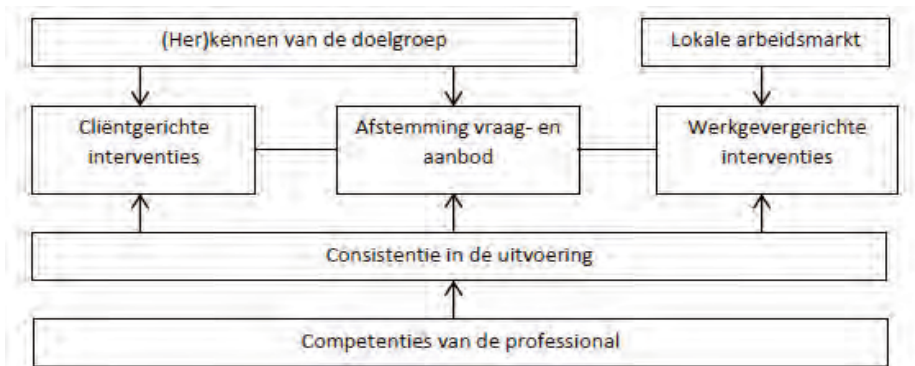 (Her)kennen van de doelgroep
Lokale arbeidsmarkt
Cliëntgerichte
interventies
Afstemming vraag- en
aanbod
Werkgevergerichte
interventies
Consistentie in de uitvoering
Competenties van de professional